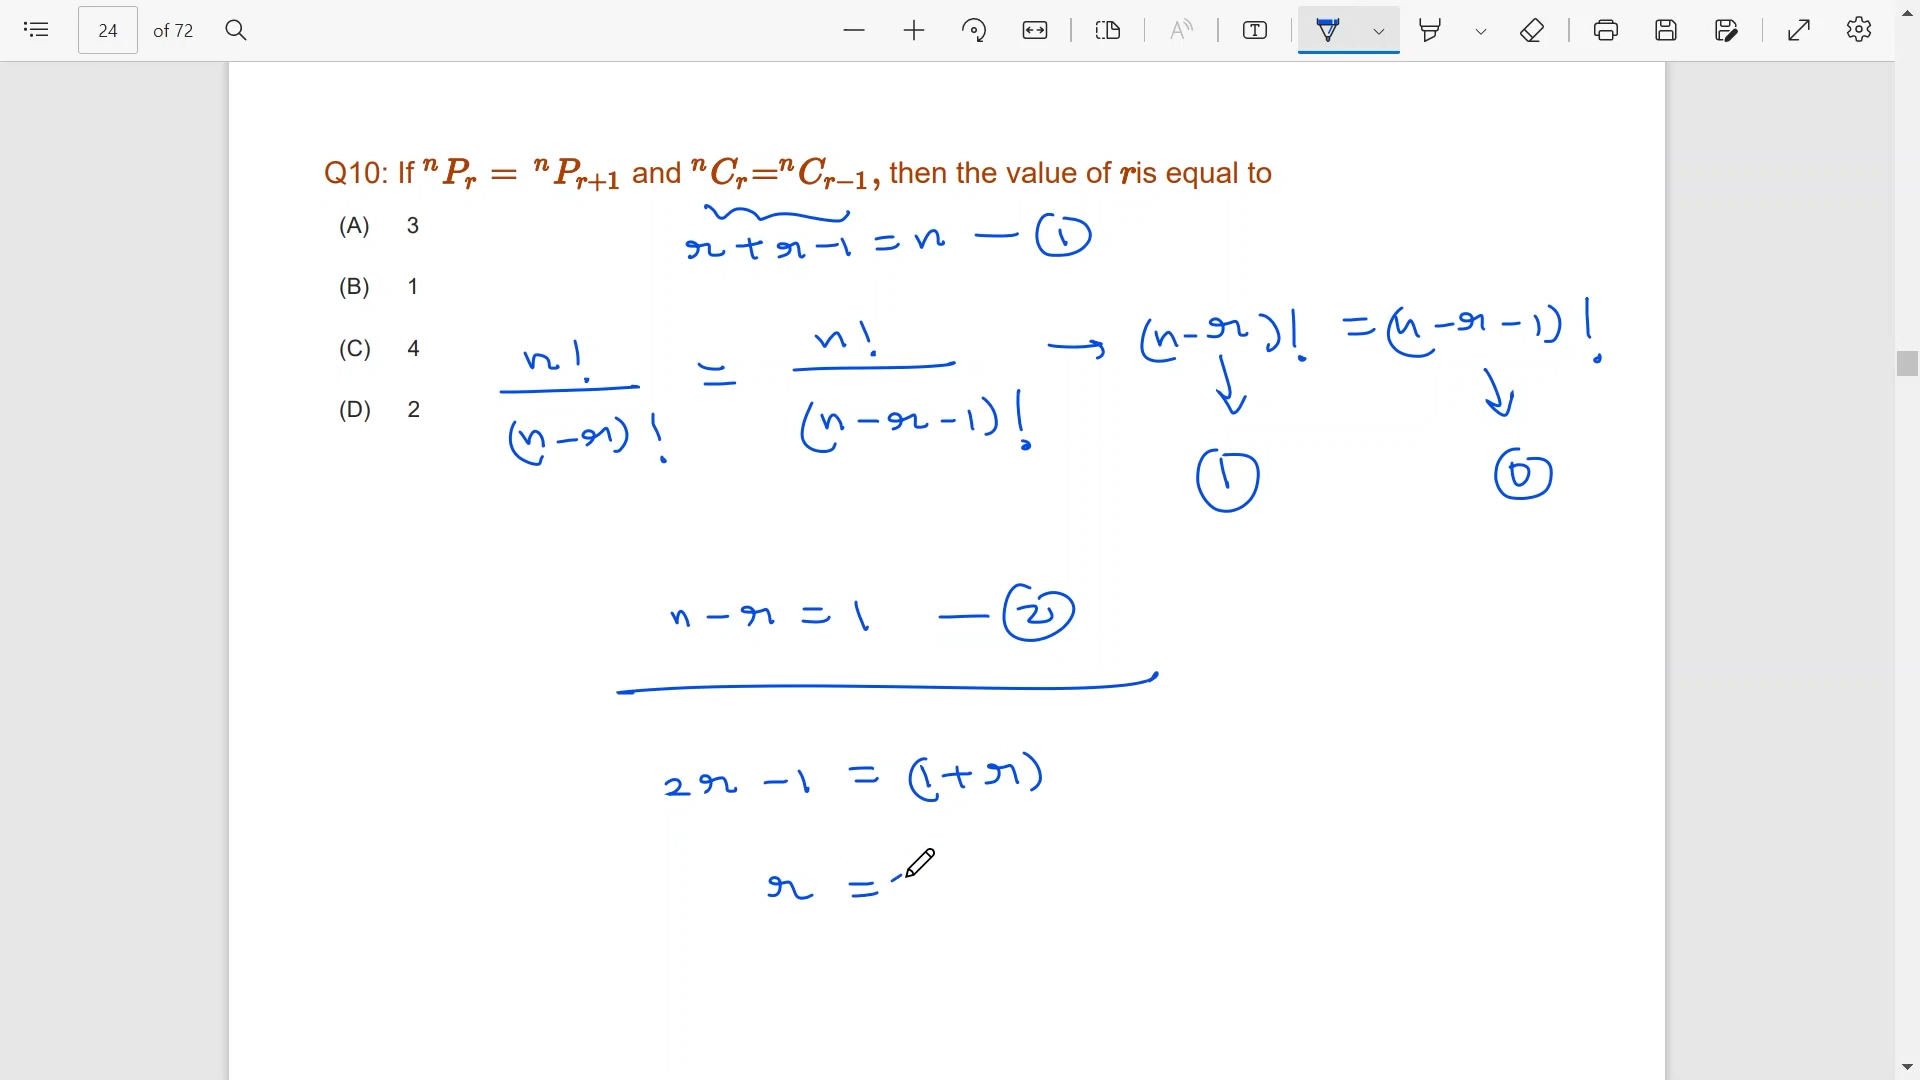 24 of 72
Q10: If ⁿPᵣ = ⁿPᵣ₊₁ and ⁿCᵣ=ⁿCᵣ₋₁, then the value of ris equal to
(A) 3
r + r - 1 = n — ①
(B) 1
(C) 4
n! / (n-r)! = n! / (n-r-1)! → (n-r)! = (n-r-1)!
(D) 2
↓ ↓
① ⓪
n - r = 1 — ②
2r - 1 = (1+r)
r =